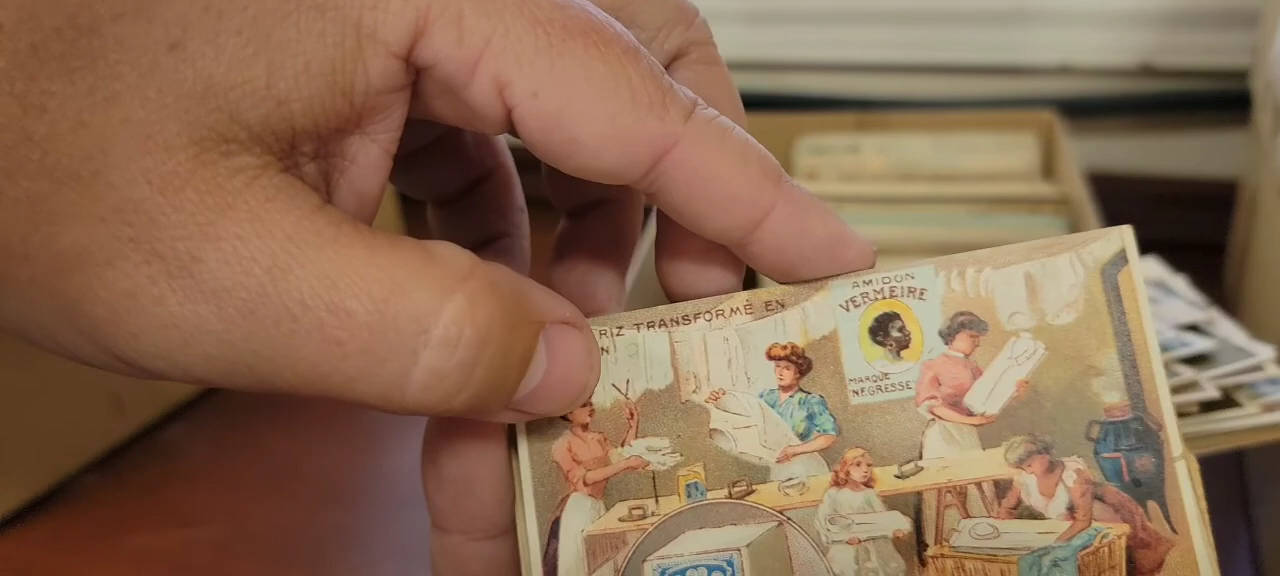 RIZ TRANSFORMÉ EN
N
AMIDON
VERMEIRE
MARQUE
NEGRESSE